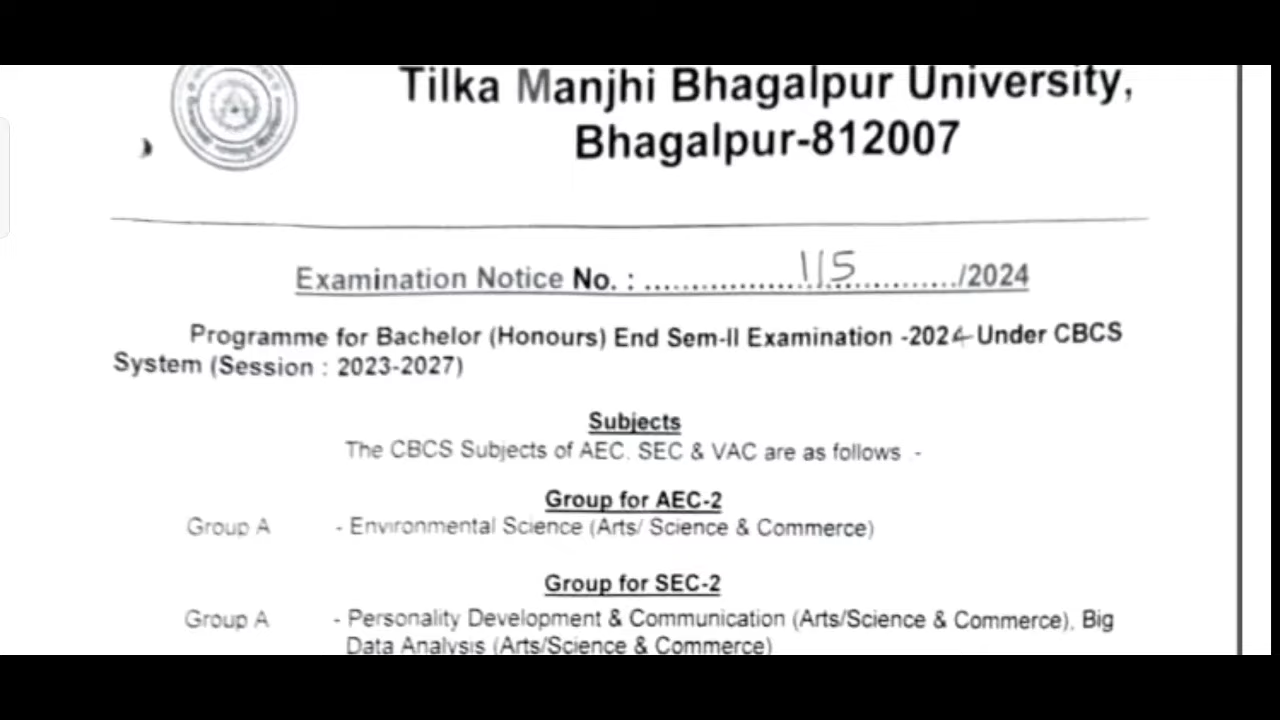 Tilka Manjhi Bhagalpur University,
Bhagalpur-812007
Examination Notice No. : ..................115............../2024
Programme for Bachelor (Honours) End Sem-II Examination -2024 Under CBCS
System (Session : 2023-2027)
Subjects
The CBCS Subjects of AEC. SEC & VAC are as follows -
Group for AEC-2
Group A - Environmental Science (Arts/ Science & Commerce)
Group for SEC-2
Group A - Personality Development & Communication (Arts/Science & Commerce), Big
Data Analysis (Arts/Science & Commerce)